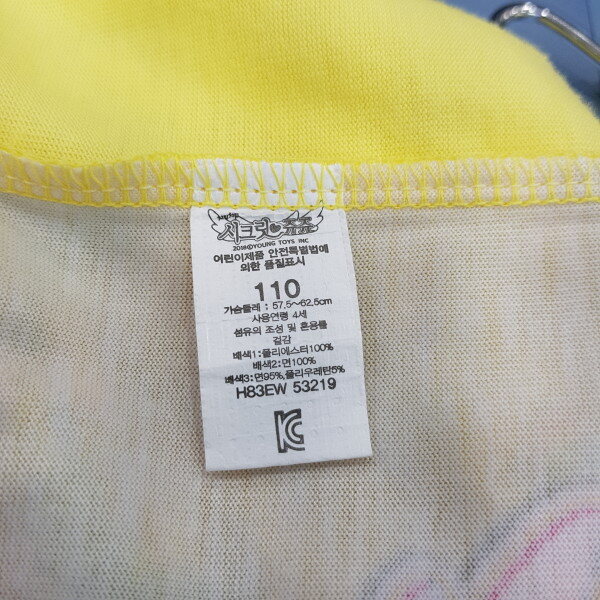 시크릿 쥬쥬
2018©YOUNG TOYS INC
어린이제품 안전특별법에
의한 품질표시
110
가슴둘레 : 57.5~62.5cm
사용연령 4세
섬유의 조성 및 혼용률
겉감
배색1:폴리에스터100%
배색2:면100%
배색3:면95%,폴리우레탄5%
H83EW 53219
KC